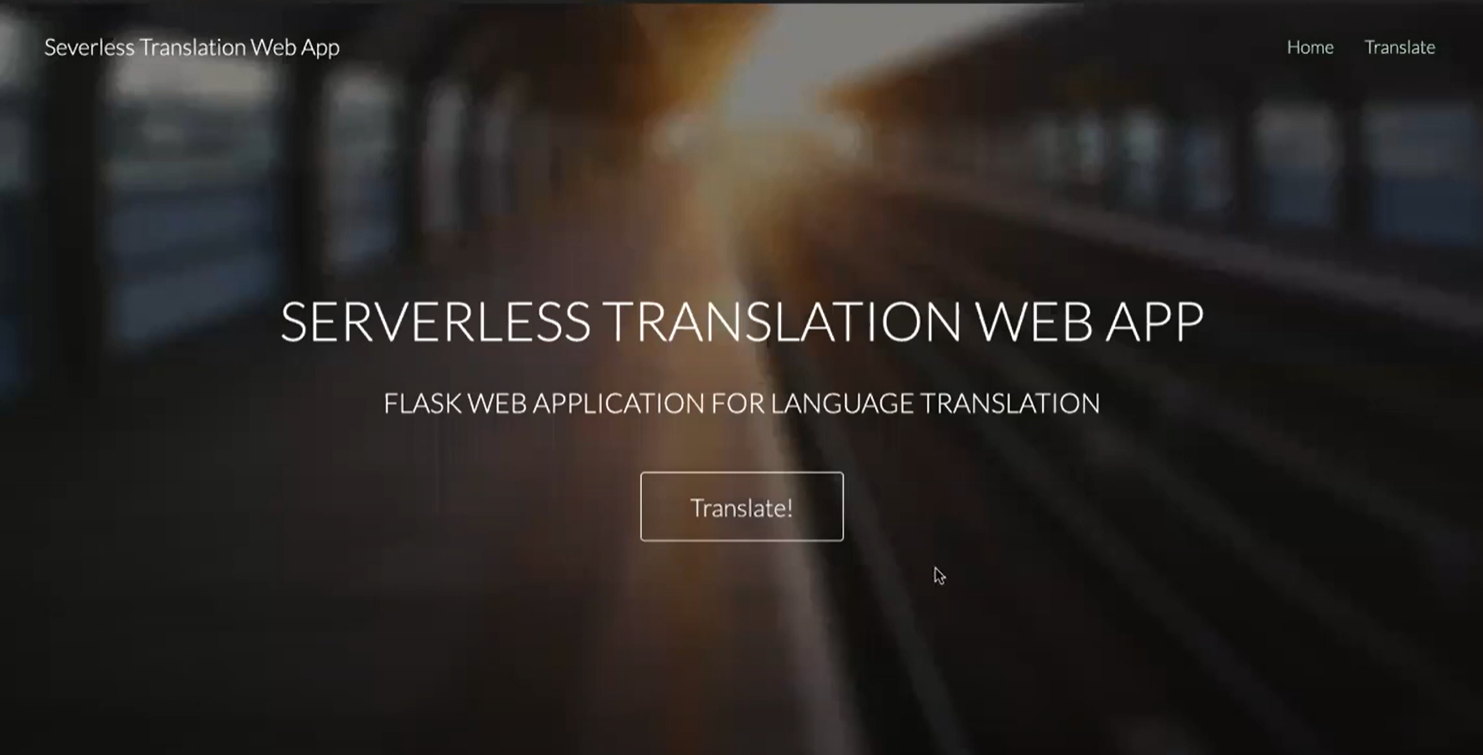 Severless Translation Web App
Home
Translate
SERVERLESS TRANSLATION WEB APP
FLASK WEB APPLICATION FOR LANGUAGE TRANSLATION
Translate!